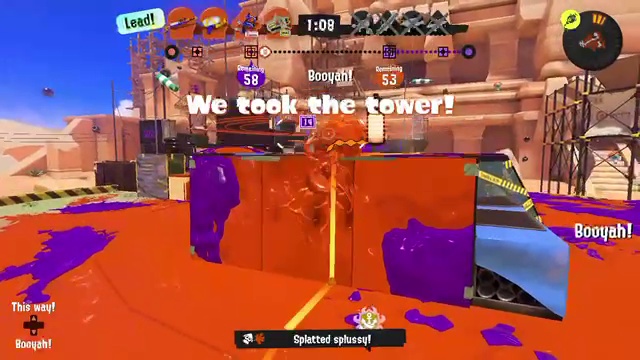 Lead!
1:08
Remaining
58
Booyah!
Remaining
53
We took the tower!
Booyah!
This way!
Booyah!
Splatted splussy!